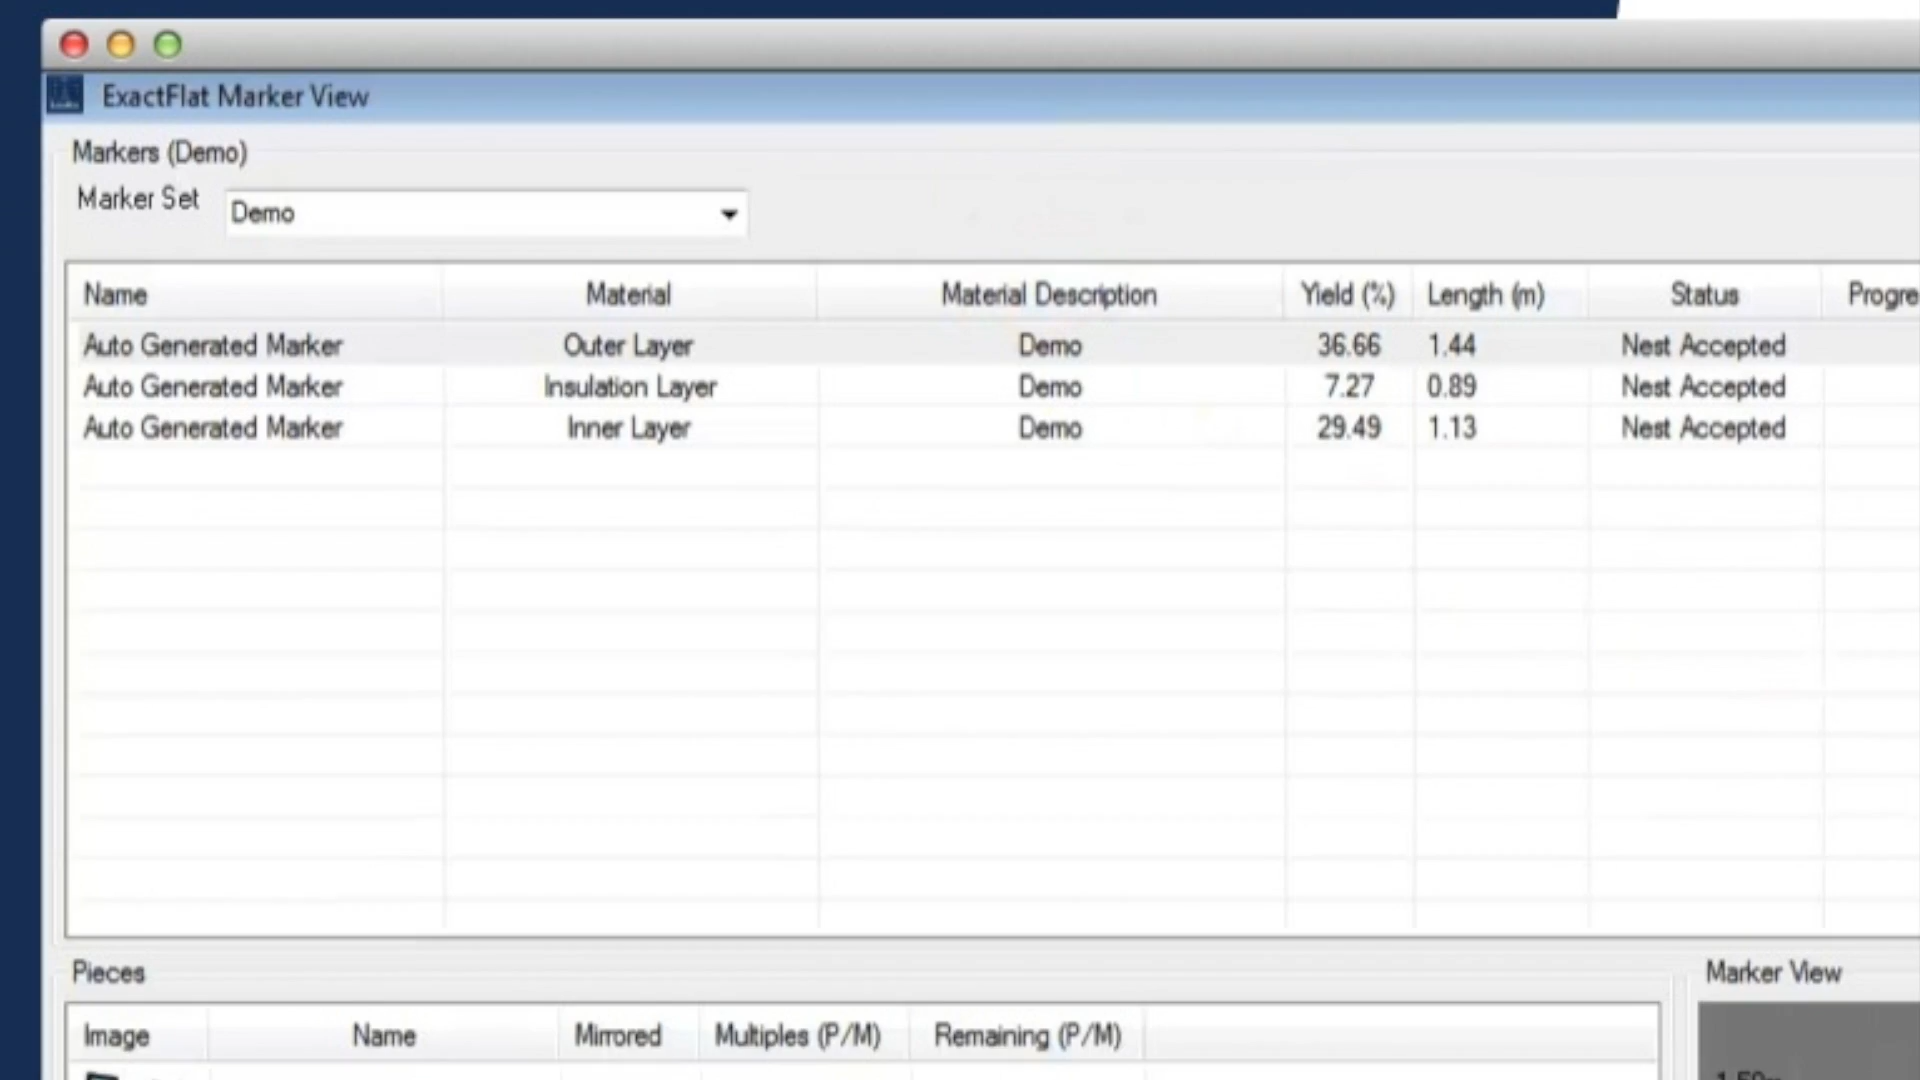 ExactFlat Marker View
Markers (Demo)
Marker Set Demo
Name Material Material Description Yield (%) Length (m) Status Progre
Auto Generated Marker Outer Layer Demo 36.66 1.44 Nest Accepted
Auto Generated Marker Insulation Layer Demo 7.27 0.89 Nest Accepted
Auto Generated Marker Inner Layer Demo 29.49 1.13 Nest Accepted
Pieces Marker View
Image Name Mirrored Multiples (P/M) Remaining (P/M)